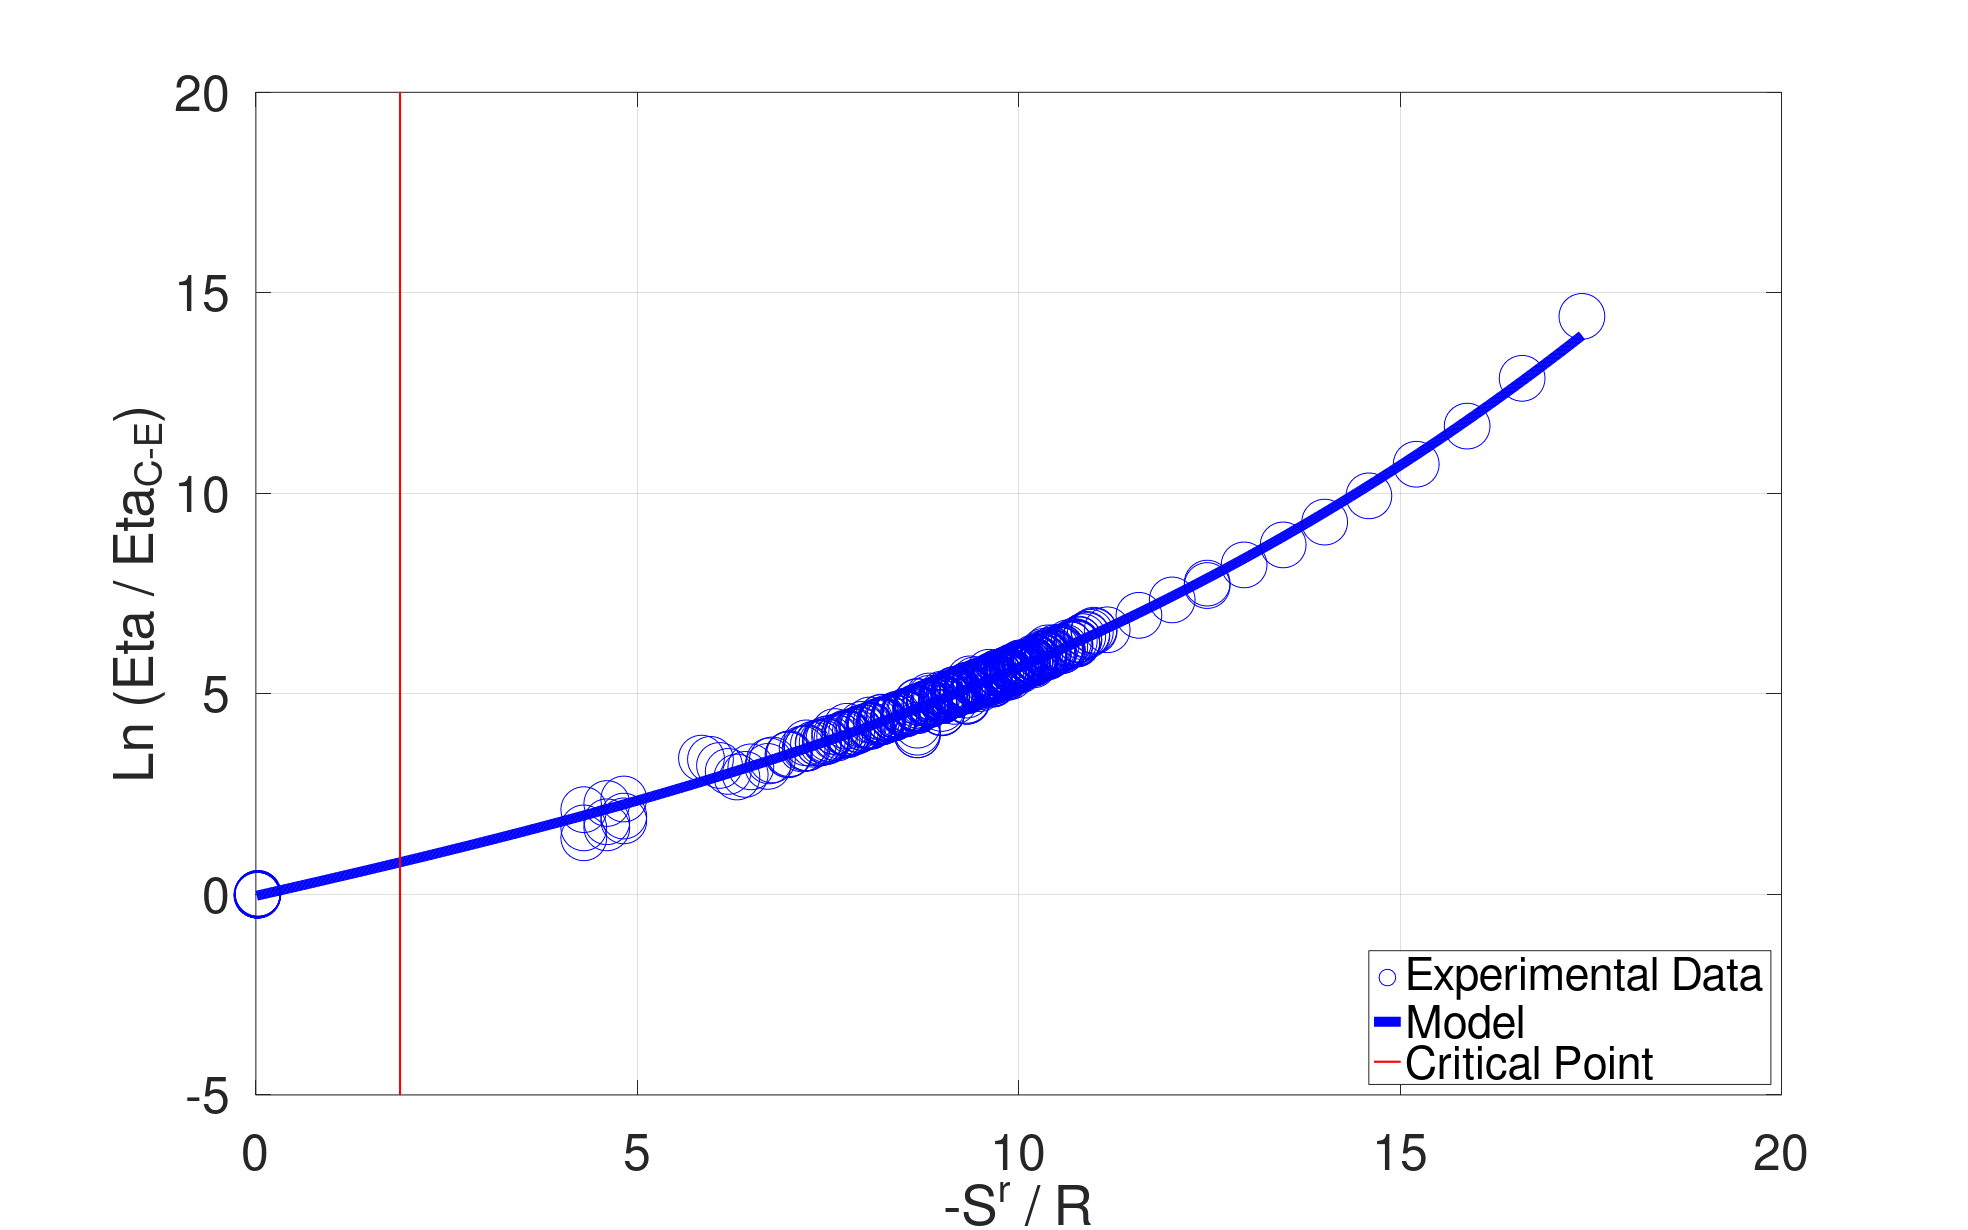 20
15
10
5
0
-5
Ln (Eta / Eta_C-E)
0 5 10 15 20
-S^r / R
Experimental Data
Model
Critical Point